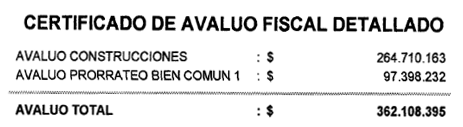 CERTIFICADO DE AVALUO FISCAL DETALLADO
AVALUO CONSTRUCCIONES : $ 264.710.163
AVALUO PRORRATEO BIEN COMUN 1 : $ 97.398.232
AVALUO TOTAL : $ 362.108.395